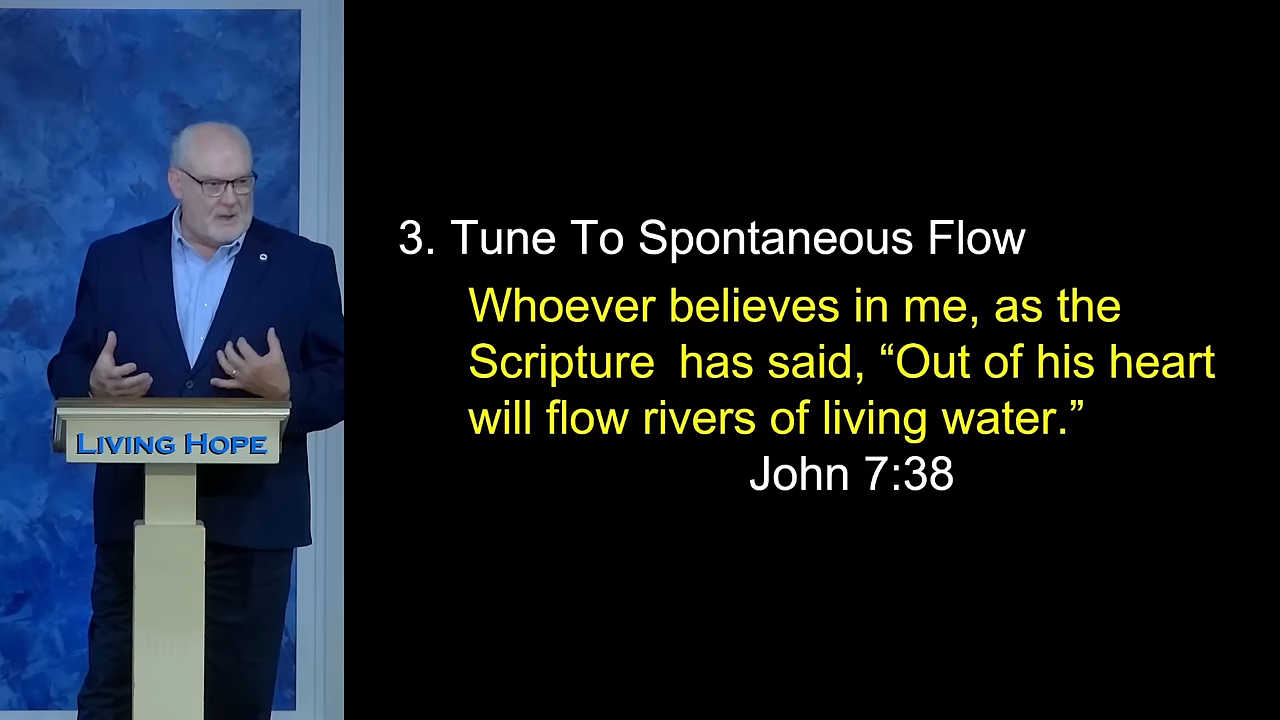 LIVING HOPE
3. Tune To Spontaneous Flow
Whoever believes in me, as the
Scripture has said, “Out of his heart
will flow rivers of living water.”
John 7:38